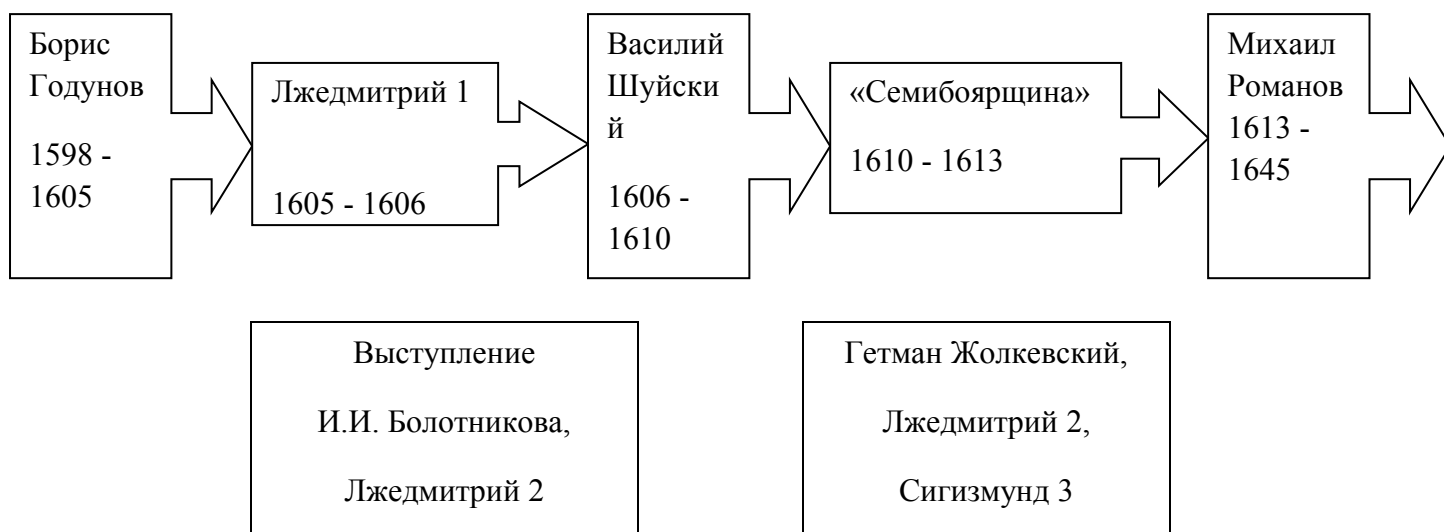 Борис
Годунов
1598 -
1605
Лжедмитрий 1
1605 - 1606
Василий
Шуйски
й
1606 -
1610
«Семибоярщина»
1610 - 1613
Михаил
Романов
1613 -
1645
Выступление
И.И. Болотникова,
Лжедмитрий 2
Гетман Жолкевский,
Лжедмитрий 2,
Сигизмунд 3